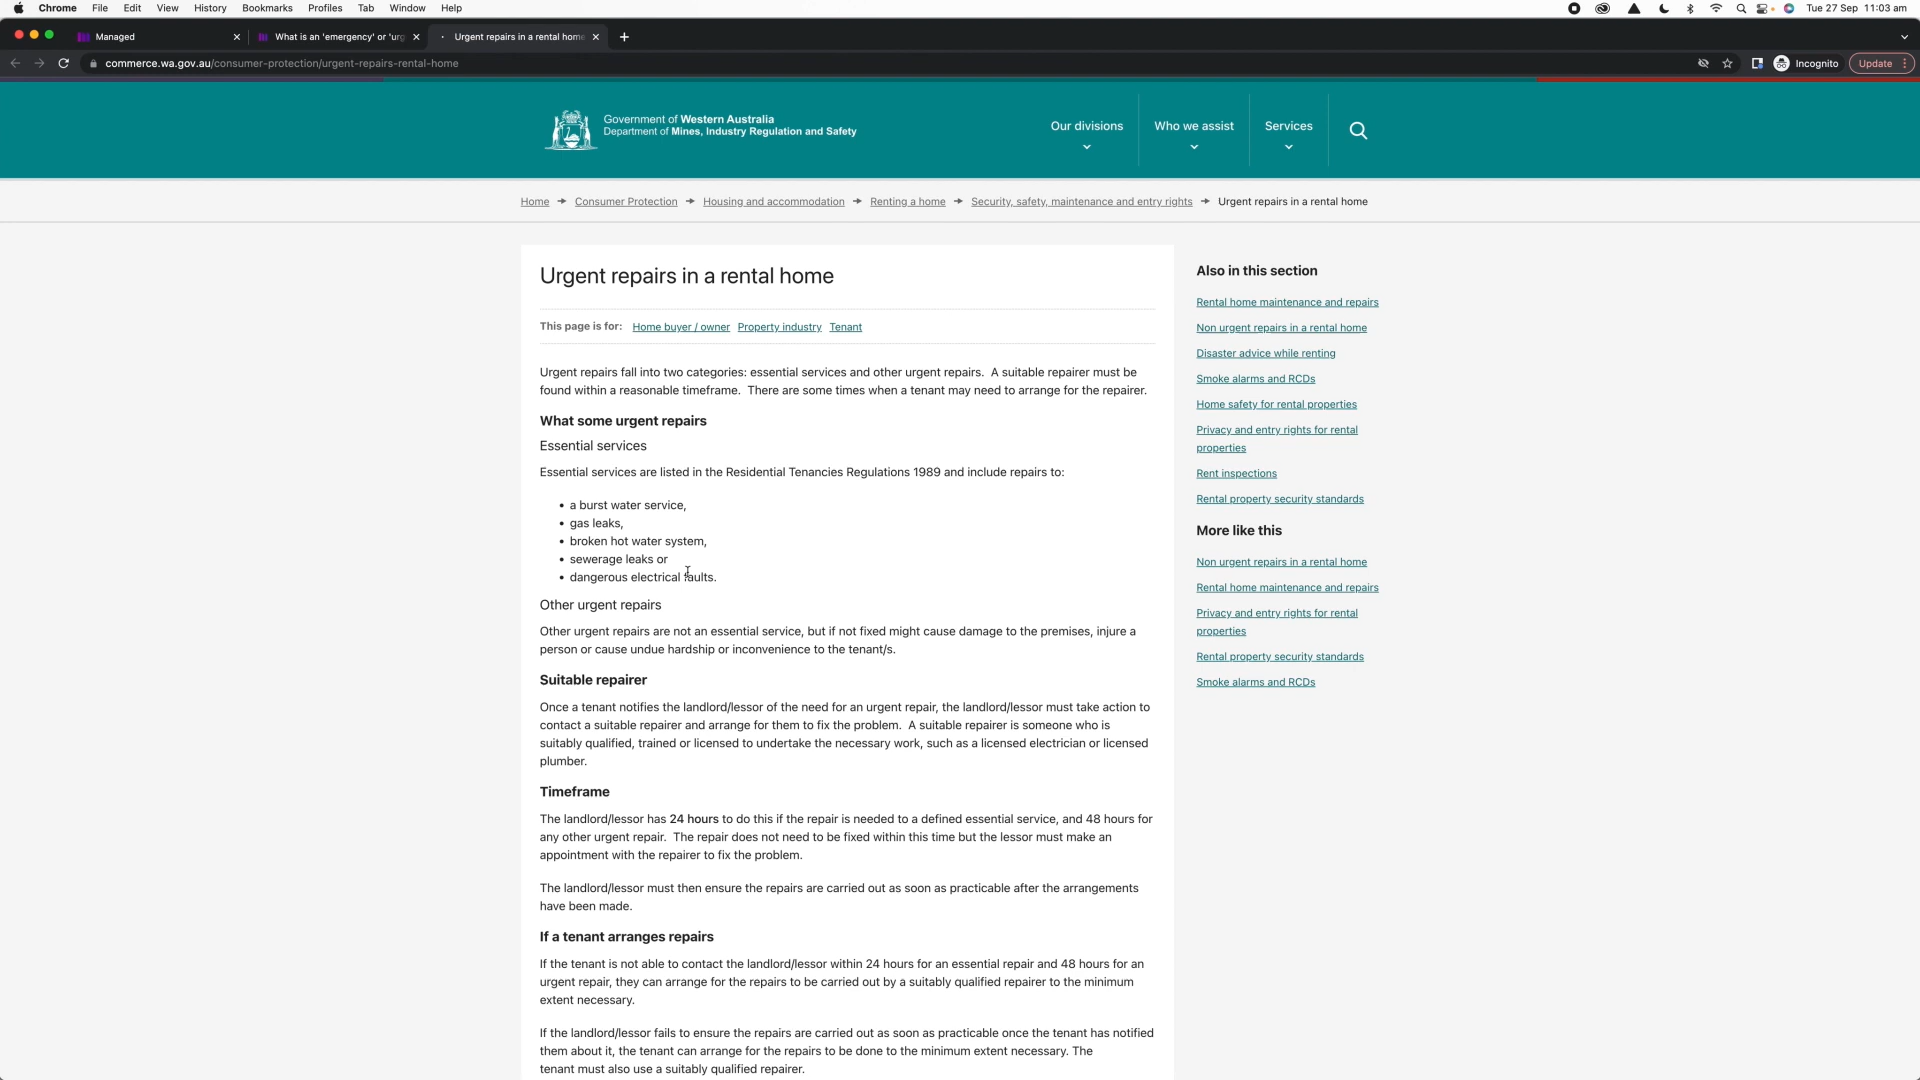 Chrome File Edit View History Bookmarks Profiles Tab Window Help Tue 27 Sep 11:03 am
Managed What is an 'emergency' or 'urg Urgent repairs in a rental home
commerce.wa.gov.au/consumer-protection/urgent-repairs-rental-home Incognito Update
Government of Western Australia
Department of Mines, Industry Regulation and Safety
Our divisions Who we assist Services
Home Consumer Protection Housing and accommodation Renting a home Security, safety, maintenance and entry rights Urgent repairs in a rental home
Urgent repairs in a rental home
This page is for: Home buyer / owner Property industry Tenant
Urgent repairs fall into two categories: essential services and other urgent repairs. A suitable repairer must be
found within a reasonable timeframe. There are some times when a tenant may need to arrange for the repairer.
What some urgent repairs
Essential services
Essential services are listed in the Residential Tenancies Regulations 1989 and include repairs to:
• a burst water service,
• gas leaks,
• broken hot water system,
• sewerage leaks or
• dangerous electrical faults.
Other urgent repairs
Other urgent repairs are not an essential service, but if not fixed might cause damage to the premises, injure a
person or cause undue hardship or inconvenience to the tenant/s.
Suitable repairer
Once a tenant notifies the landlord/lessor of the need for an urgent repair, the landlord/lessor must take action to
contact a suitable repairer and arrange for them to fix the problem. A suitable repairer is someone who is
suitably qualified, trained or licensed to undertake the necessary work, such as a licensed electrician or licensed
plumber.
Timeframe
The landlord/lessor has 24 hours to do this if the repair is needed to a defined essential service, and 48 hours for
any other urgent repair. The repair does not need to be fixed within this time but the lessor must make an
appointment with the repairer to fix the problem.
The landlord/lessor must then ensure the repairs are carried out as soon as practicable after the arrangements
have been made.
If a tenant arranges repairs
If the tenant is not able to contact the landlord/lessor within 24 hours for an essential repair and 48 hours for an
urgent repair, they can arrange for the repairs to be carried out by a suitably qualified repairer to the minimum
extent necessary.
If the landlord/lessor fails to ensure the repairs are carried out as soon as practicable once the tenant has notified
them about it, the tenant can arrange for the repairs to be done to the minimum extent necessary. The
tenant must also use a suitably qualified repairer.
Also in this section
Rental home maintenance and repairs
Non urgent repairs in a rental home
Disaster advice while renting
Smoke alarms and RCDs
Home safety for rental properties
Privacy and entry rights for rental
properties
Rent inspections
Rental property security standards
More like this
Non urgent repairs in a rental home
Rental home maintenance and repairs
Privacy and entry rights for rental
properties
Rental property security standards
Smoke alarms and RCDs